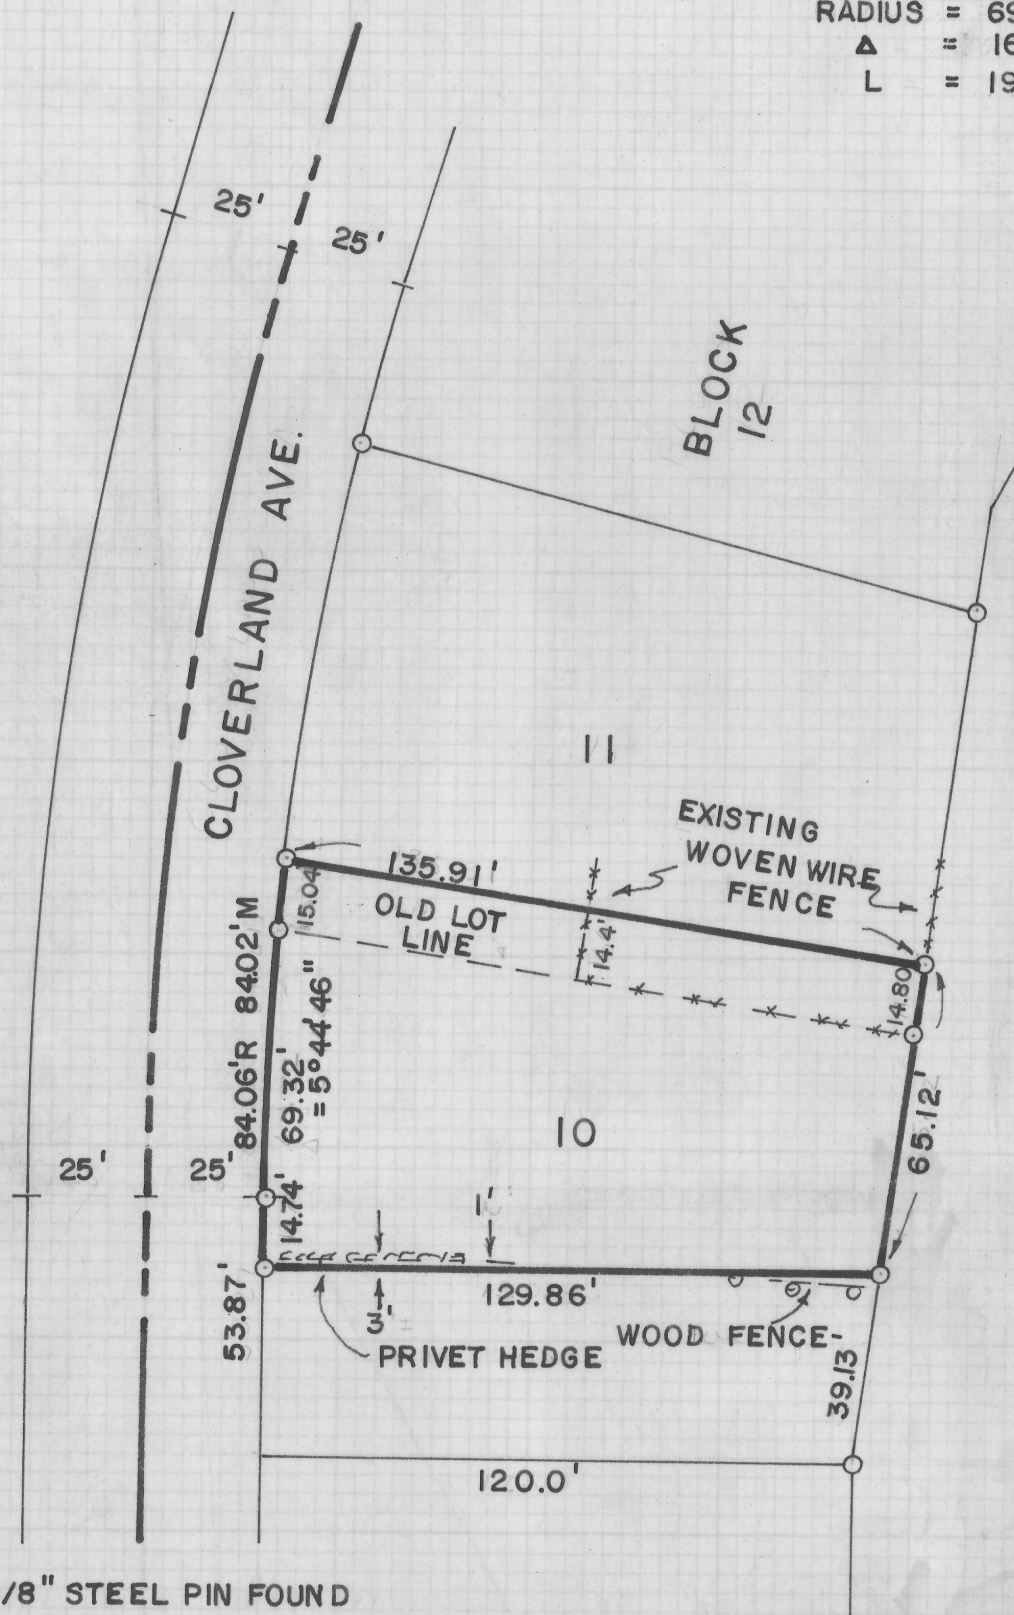 RADIUS = 69
Δ = 16
L = 19
25'
25'
BLOCK
12
CLOVERLAND AVE.
11
EXISTING
WOVEN WIRE
FENCE
135.91'
15.04
OLD LOT
LINE
14.4'
14.80
84.06'R 84.02'M
69.32'
= 5°44'46"
10
65.12'
25'
25'
14.74'
1'
53.87'
129.86'
3'
WOOD FENCE-
PRIVET HEDGE
39.13'
120.0'
/8" STEEL PIN FOUND